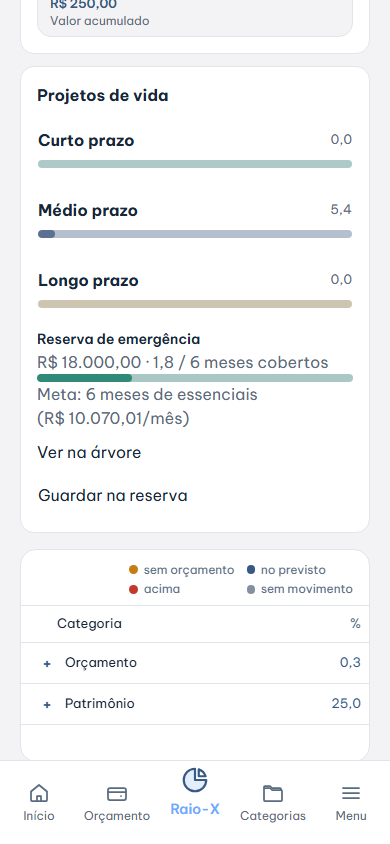 R$ 250,00
Valor acumulado
Projetos de vida
Curto prazo 0,0
Médio prazo 5,4
Longo prazo 0,0
Reserva de emergência
R$ 18.000,00 · 1,8 / 6 meses cobertos
Meta: 6 meses de essenciais
(R$ 10.070,01/mês)
Ver na árvore
Guardar na reserva
sem orçamento no previsto
acima sem movimento
Categoria %
+ Orçamento 0,3
+ Patrimônio 25,0
Início Orçamento Raio-X Categorias Menu